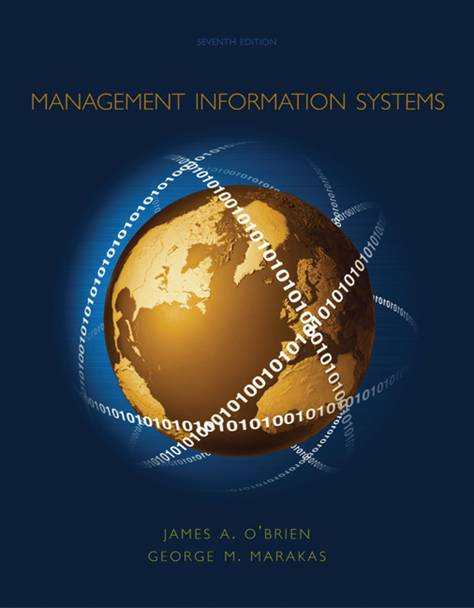 SEVENTH EDITION
MANAGEMENT INFORMATION SYSTEMS
JAMES A. O'BRIEN
GEORGE M. MARAKAS